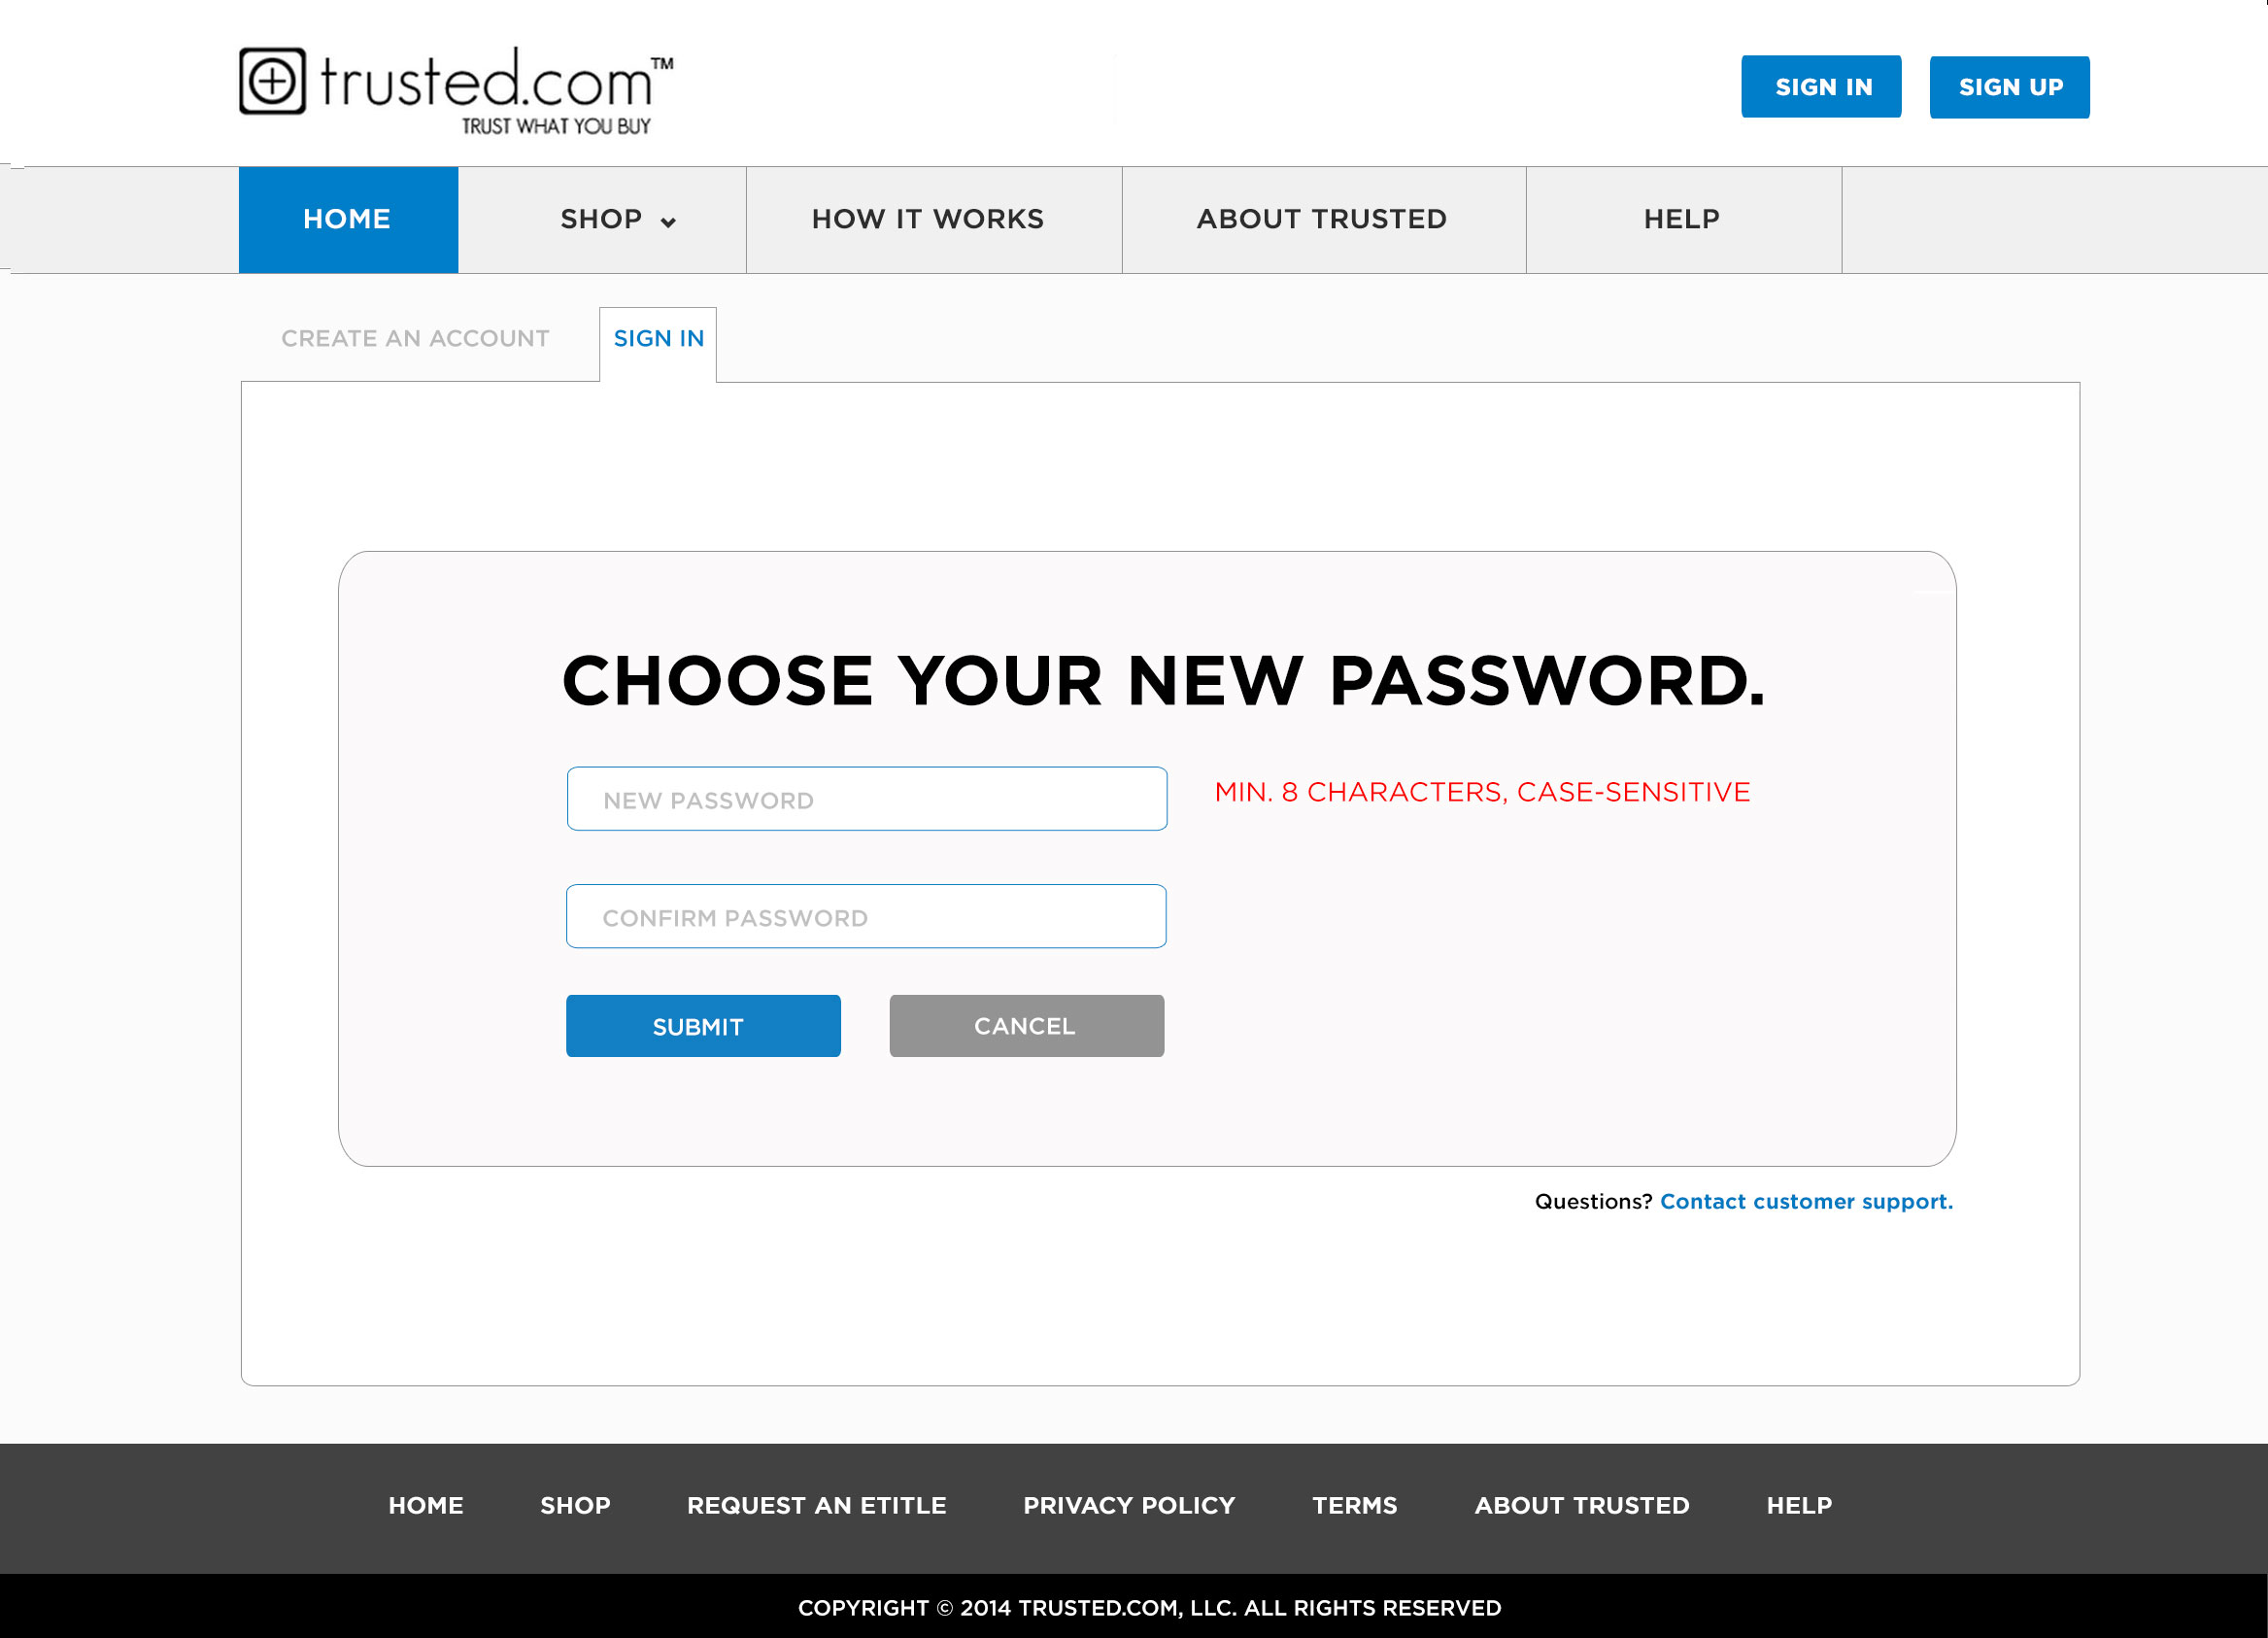 trusted.com™
TRUST WHAT YOU BUY
SIGN IN
SIGN UP
HOME
SHOP
HOW IT WORKS
ABOUT TRUSTED
HELP
CREATE AN ACCOUNT
SIGN IN
CHOOSE YOUR NEW PASSWORD.
NEW PASSWORD
MIN. 8 CHARACTERS, CASE-SENSITIVE
CONFIRM PASSWORD
SUBMIT
CANCEL
Questions? Contact customer support.
HOME
SHOP
REQUEST AN ETITLE
PRIVACY POLICY
TERMS
ABOUT TRUSTED
HELP
COPYRIGHT © 2014 TRUSTED.COM, LLC. ALL RIGHTS RESERVED